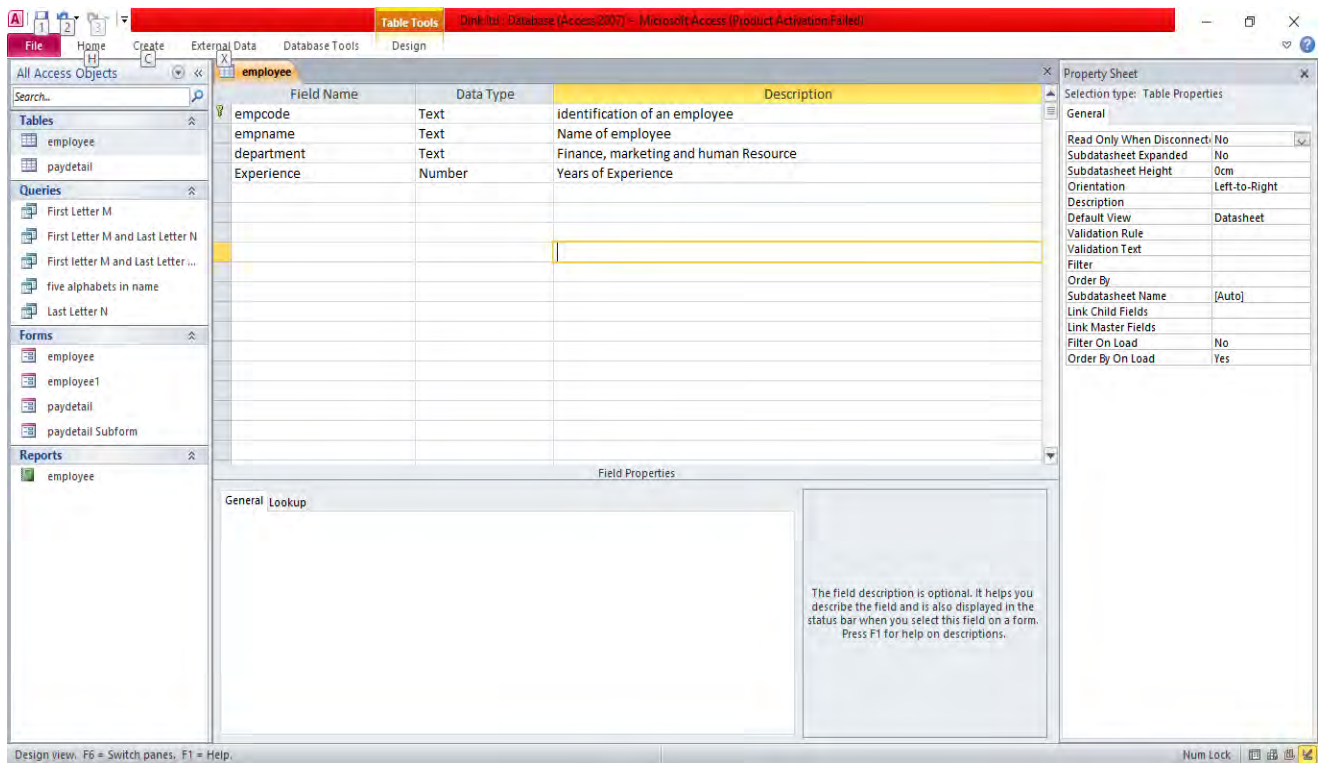 A 1 2 3 Table Tools Dinkltd : Database (Access 2007) - Microsoft Access (Product Activation Failed)
File Home Create External Data Database Tools Design
H C X
All Access Objects
Search...
Tables
employee
paydetail
Queries
First Letter M
First Letter M and Last Letter N
First letter M and Last Letter ...
five alphabets in name
Last Letter N
Forms
employee
employee1
paydetail
paydetail Subform
Reports
employee
employee
Field Name Data Type Description
empcode Text identification of an employee
empname Text Name of employee
department Text Finance, marketing and human Resource
Experience Number Years of Experience
Field Properties
General Lookup
The field description is optional. It helps you
describe the field and is also displayed in the
status bar when you select this field on a form.
Press F1 for help on descriptions.
Property Sheet
Selection type: Table Properties
General
Read Only When Disconnect No
Subdatasheet Expanded No
Subdatasheet Height 0cm
Orientation Left-to-Right
Description
Default View Datasheet
Validation Rule
Validation Text
Filter
Order By
Subdatasheet Name [Auto]
Link Child Fields
Link Master Fields
Filter On Load No
Order By On Load Yes
Design view. F6 = Switch panes. F1 = Help. Num Lock